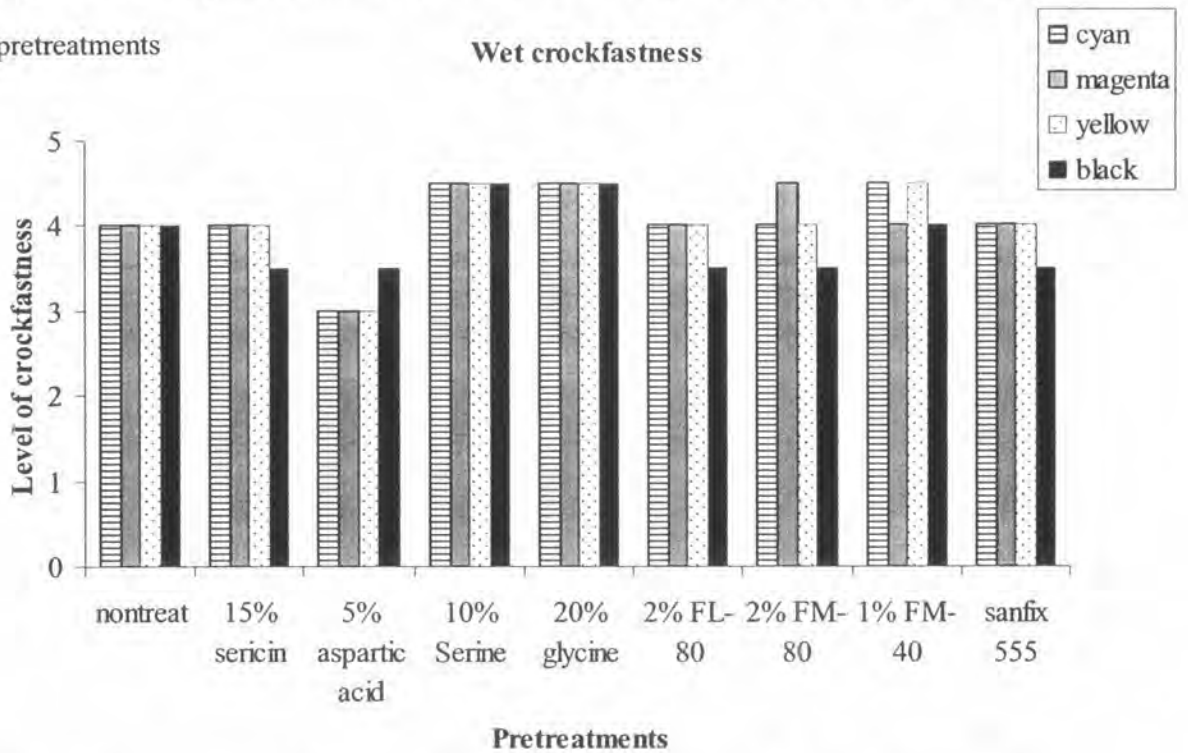 pretreatments
Wet crockfastness
cyan
magenta
yellow
black
Level of crockfastness
5
4
3
2
1
0
nontreat
15%
sericin
5%
aspartic
acid
10%
Serine
20%
glycine
2% FL-
80
2% FM-
80
1% FM-
40
sanfix
555
Pretreatments